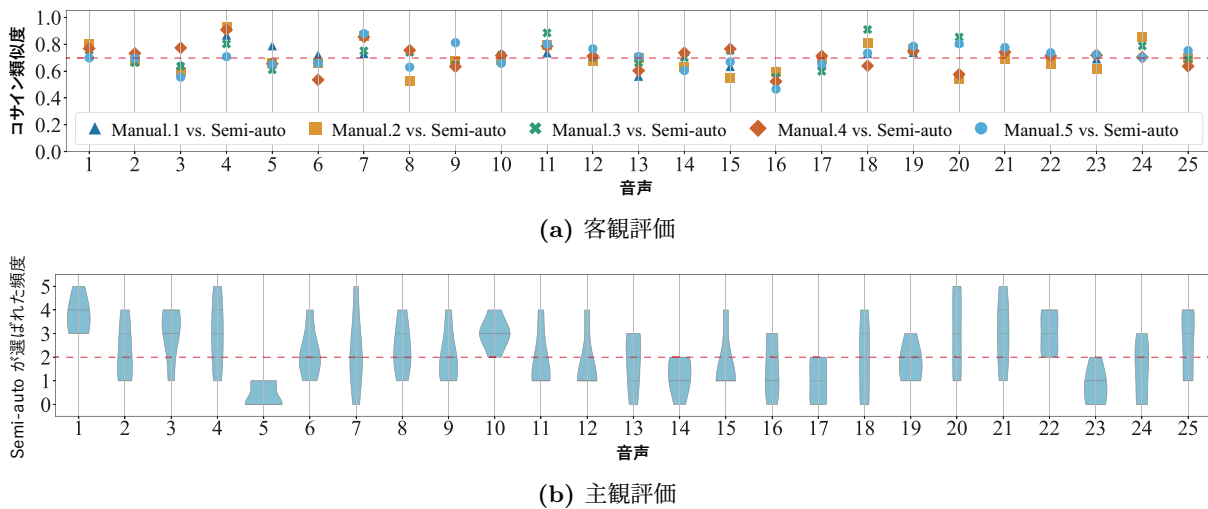 コサイン類似度
1.0
0.8
0.6
0.4
0.2
0.0
Manual.1 vs. Semi-auto Manual.2 vs. Semi-auto Manual.3 vs. Semi-auto Manual.4 vs. Semi-auto Manual.5 vs. Semi-auto
1 2 3 4 5 6 7 8 9 10 11 12 13 14 15 16 17 18 19 20 21 22 23 24 25
音声
(a) 客観評価
Semi-auto が選ばれた頻度
5
4
3
2
1
0
1 2 3 4 5 6 7 8 9 10 11 12 13 14 15 16 17 18 19 20 21 22 23 24 25
音声
(b) 主観評価